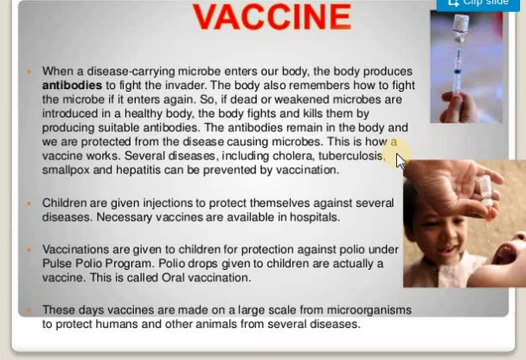 Clip slide
VACCINE
When a disease-carrying microbe enters our body, the body produces
antibodies to fight the invader. The body also remembers how to fight
the microbe if it enters again. So, if dead or weakened microbes are
introduced in a healthy body, the body fights and kills them by
producing suitable antibodies. The antibodies remain in the body and
we are protected from the disease causing microbes. This is how a
vaccine works. Several diseases, including cholera, tuberculosis,
smallpox and hepatitis can be prevented by vaccination.
Children are given injections to protect themselves against several
diseases. Necessary vaccines are available in hospitals.
Vaccinations are given to children for protection against polio under
Pulse Polio Program. Polio drops given to children are actually a
vaccine. This is called Oral vaccination.
These days vaccines are made on a large scale from microorganisms
to protect humans and other animals from several diseases.